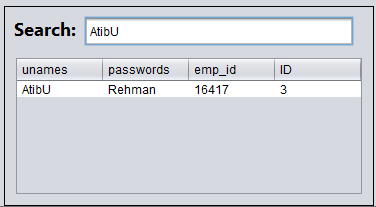 Search: AtibU
unames passwords emp_id ID
AtibU Rehman 16417 3